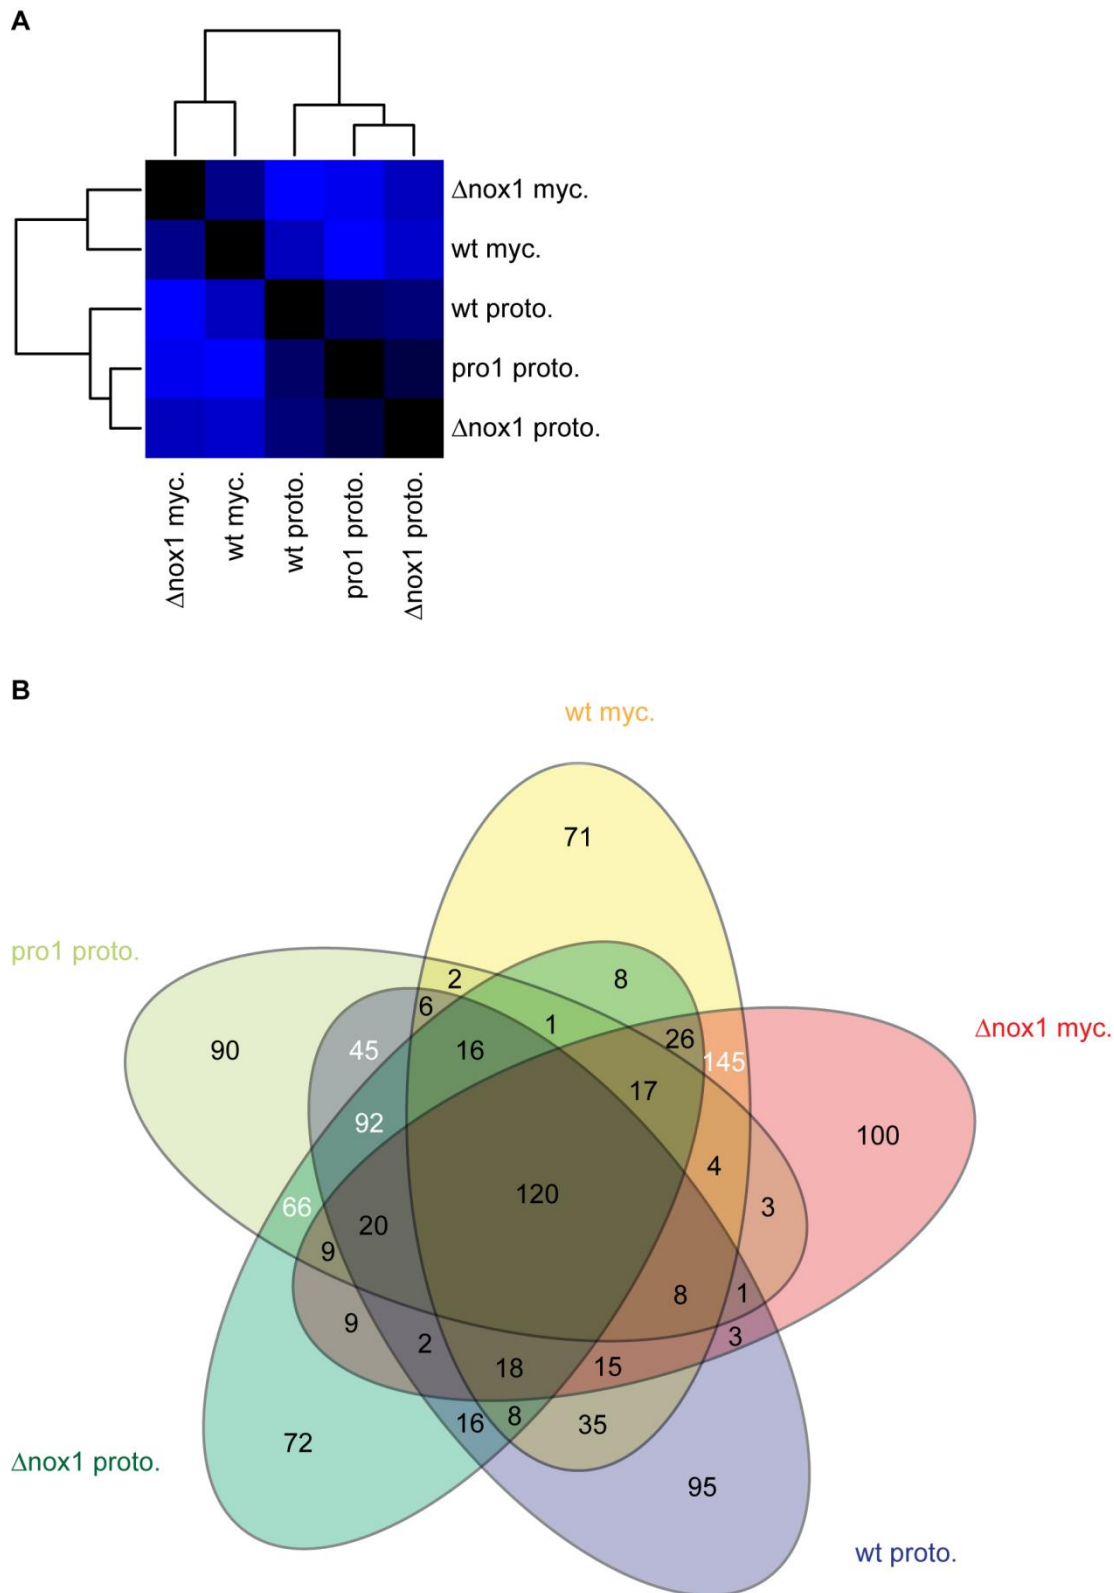 A
Δnox1 myc.
wt myc.
wt proto.
pro1 proto.
Δnox1 proto.
Δnox1 myc.
wt myc.
wt proto.
pro1 proto.
Δnox1 proto.
B
wt myc.
71
pro1 proto.
2
8
6
1
26
Δnox1 myc.
90
45
16
145
17
92
100
4
120
66
20
3
9
8
1
9
2
3
18
15
16
8
35
72
Δnox1 proto.
95
wt proto.